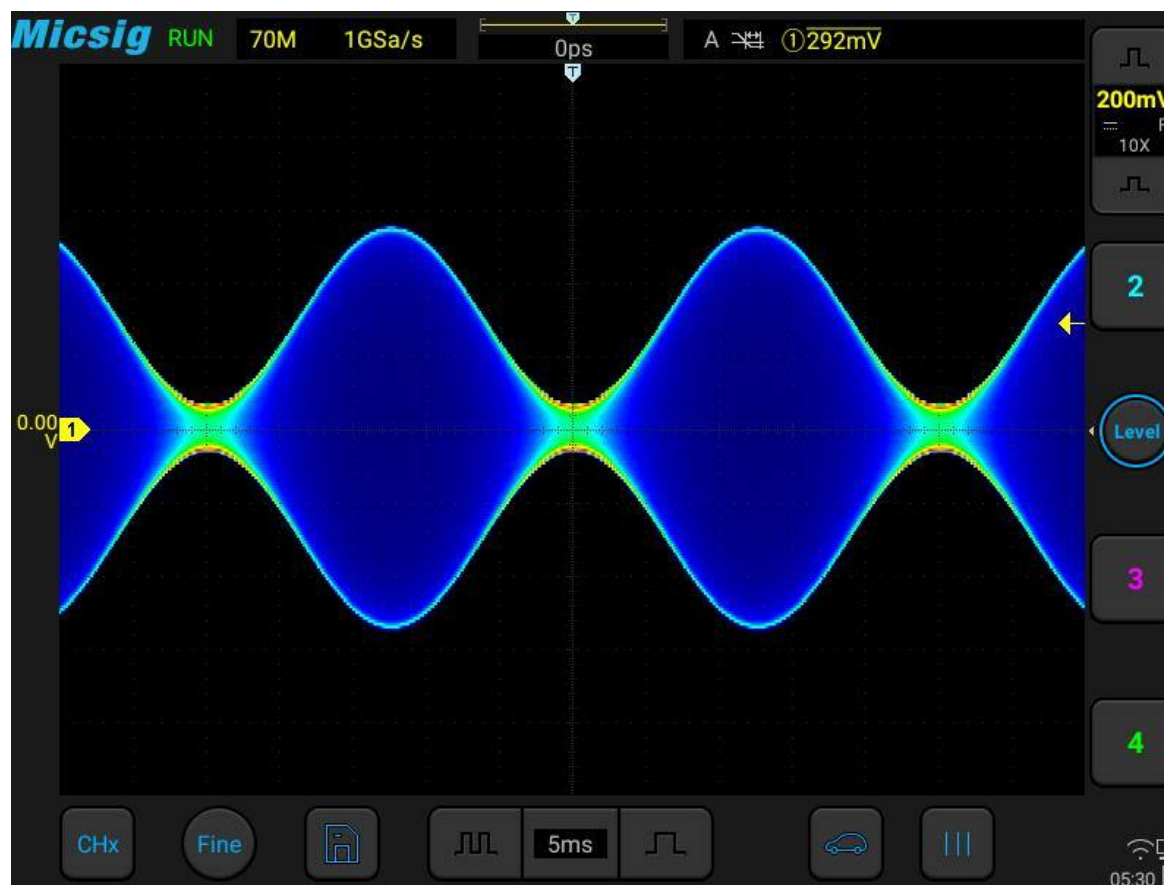 Micsig RUN 70M 1GSa/s T 0ps A ①292mV
T
200mV
F
10X
2
0.00
V
1
Level
3
4
CHx Fine 5ms
05:30